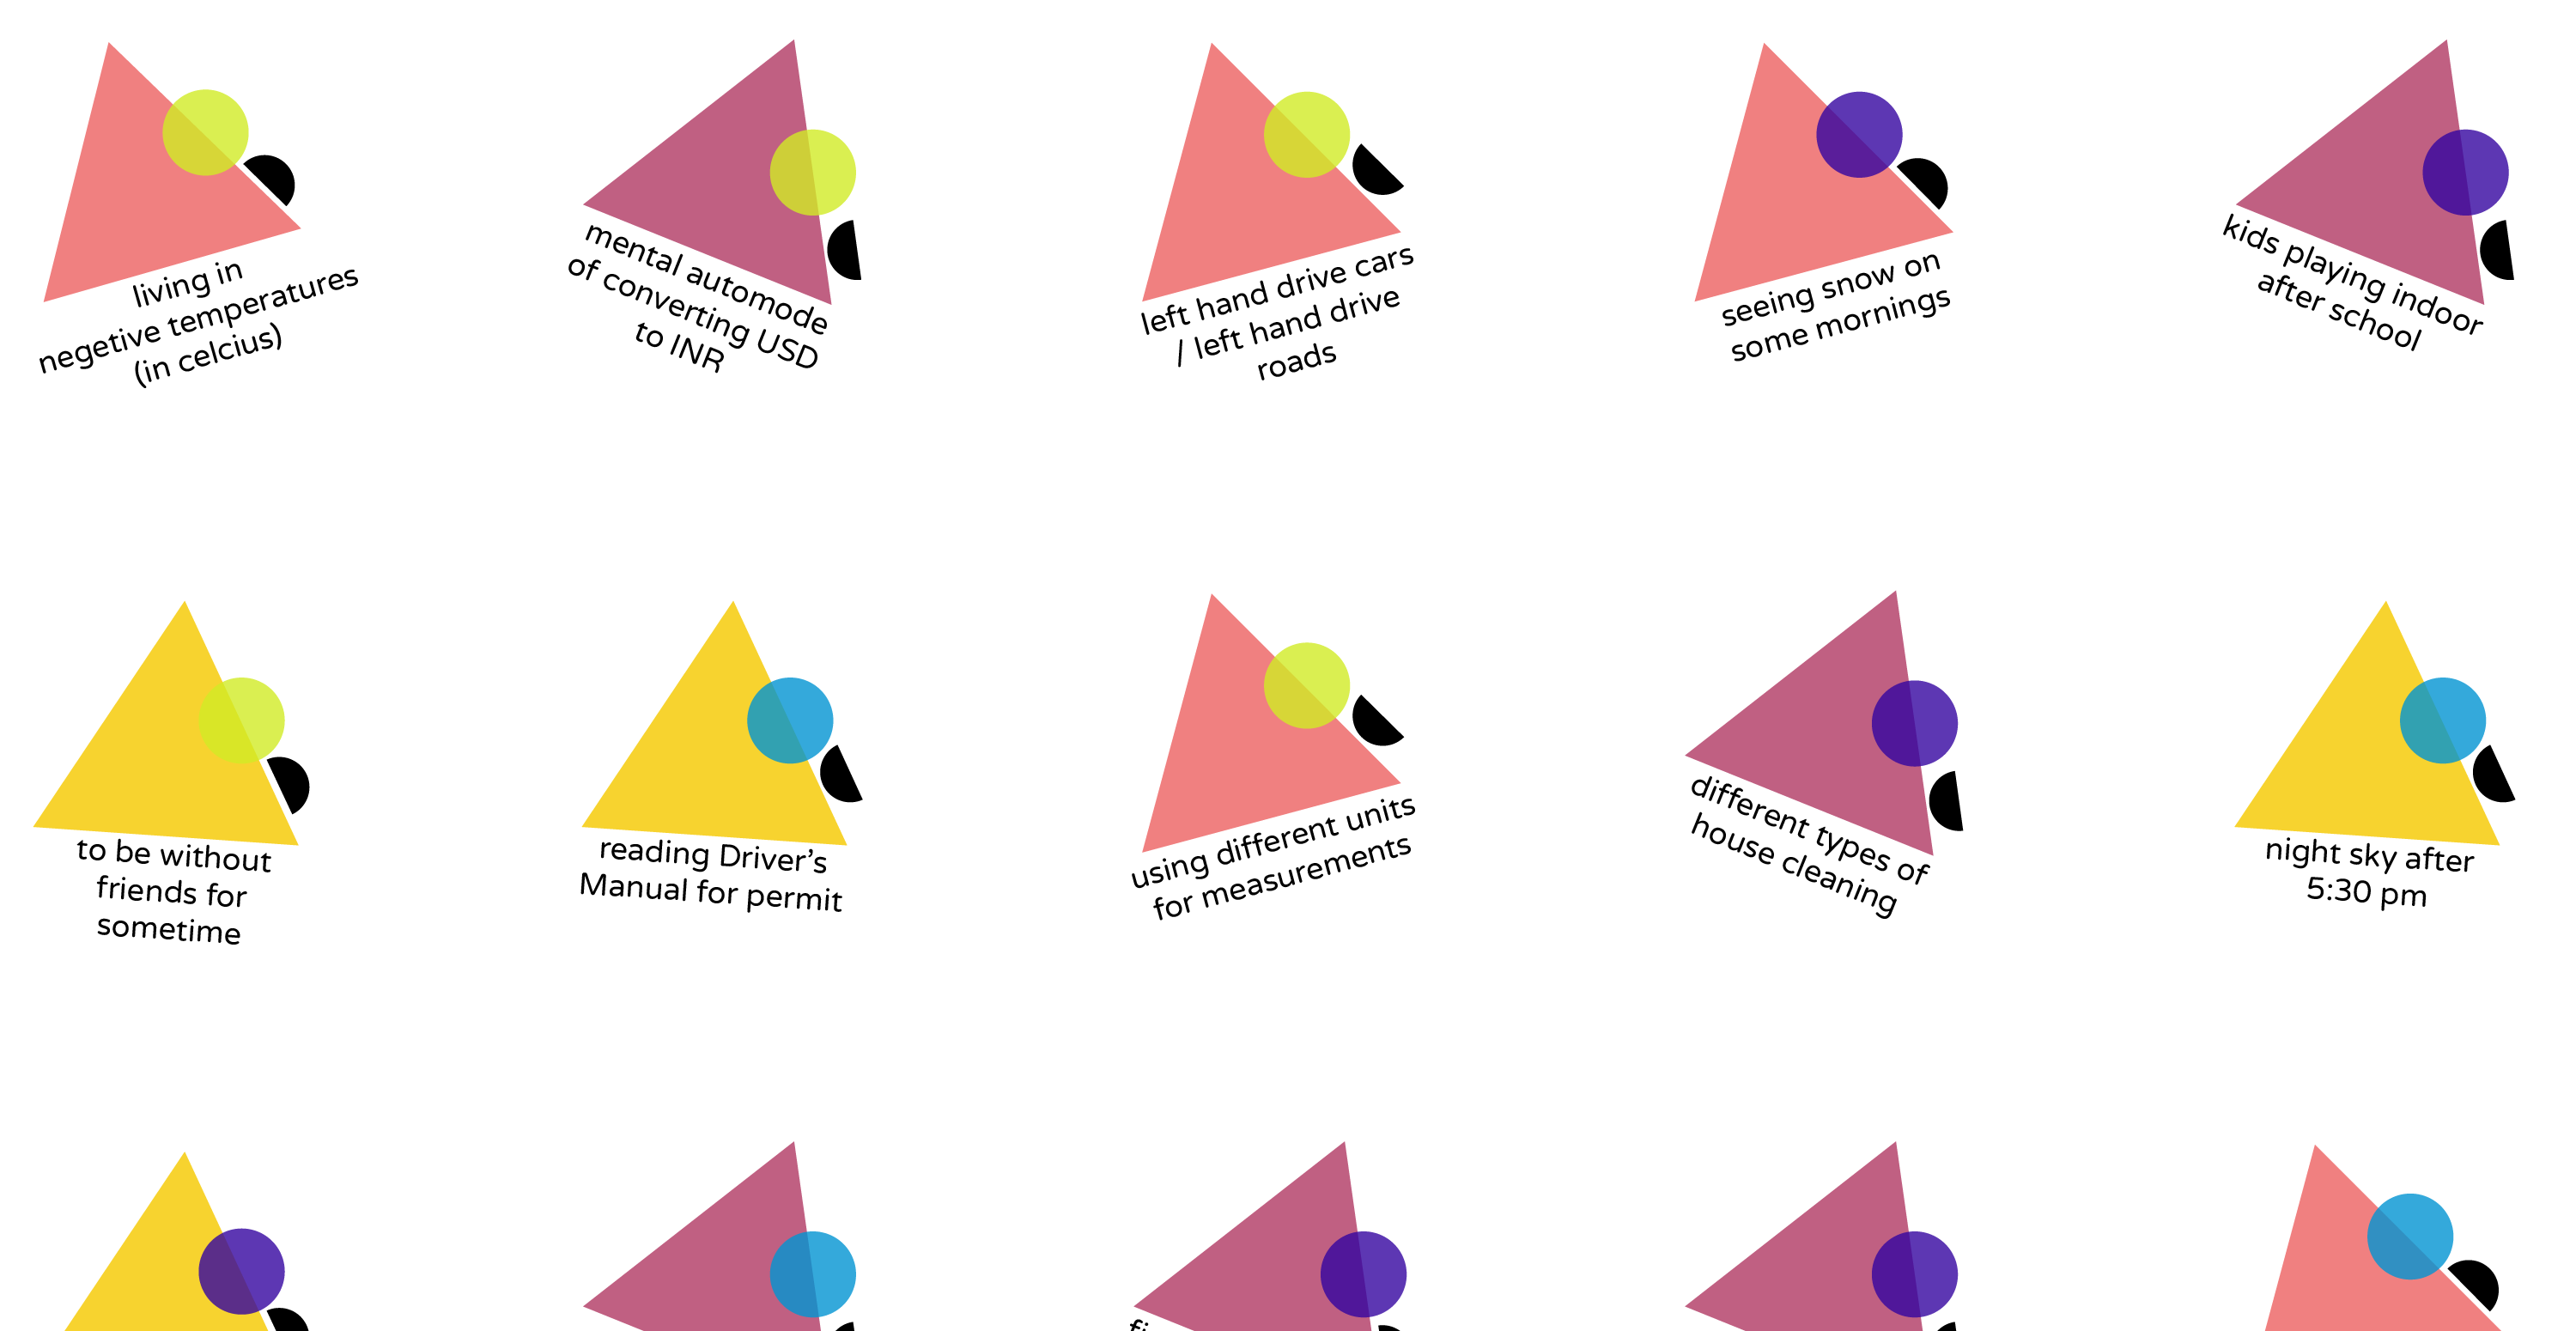 living in
negetive temperatures
(in celcius)
mental automode
of converting USD
to INR
left hand drive cars
/ left hand drive
roads
seeing snow on
some mornings
kids playing indoor
after school
to be without
friends for
sometime
reading Driver’s
Manual for permit
using different units
for measurements
different types of
house cleaning
night sky after
5:30 pm